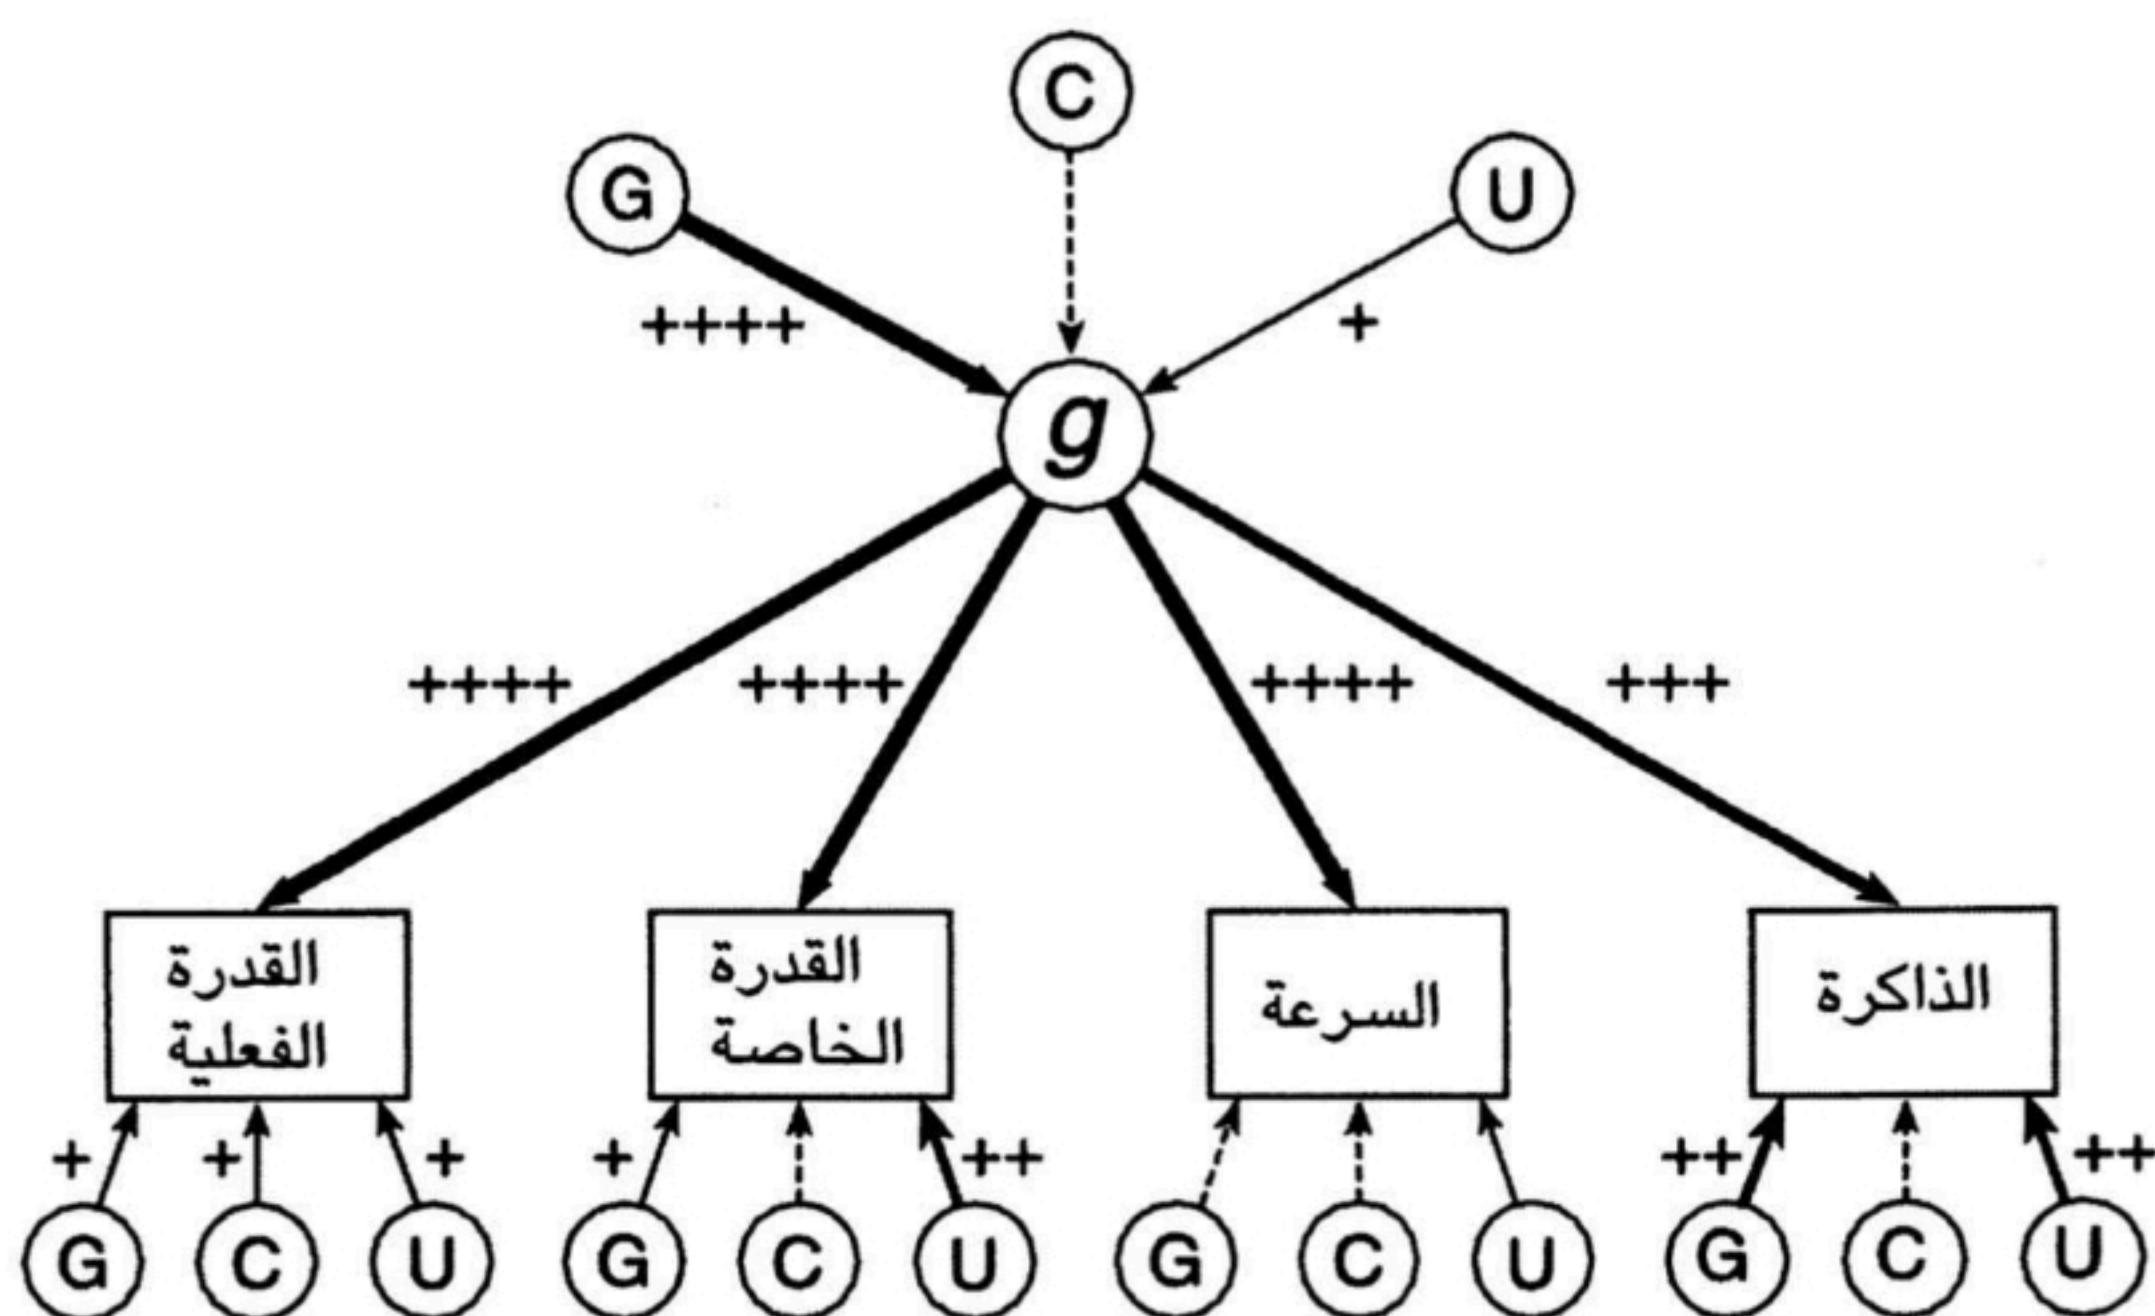 C
G
U
++++
+
g
++++
++++
++++
+++
القدرة
الفعلية
القدرة
الخاصة
السرعة
الذاكرة
+
+
+
+
++
++
++
G
C
U
G
C
U
G
C
U
G
C
U